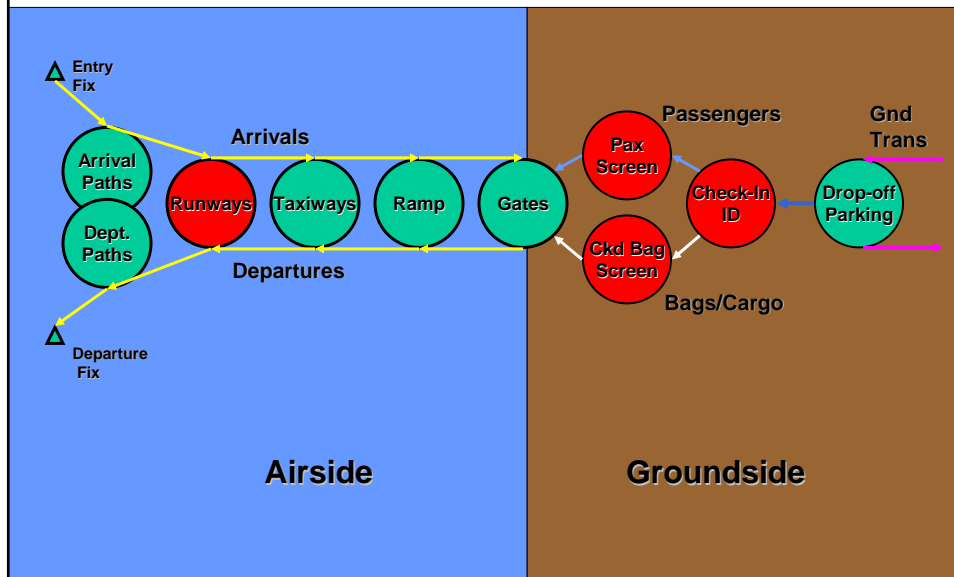 Entry
Fix
Arrivals
Passengers
Gnd
Trans
Arrival
Paths
Pax
Screen
Runways
Taxiways
Ramp
Gates
Check-In
ID
Drop-off
Parking
Dept.
Paths
Ckd Bag
Screen
Departures
Bags/Cargo
Departure
Fix
Airside
Groundside